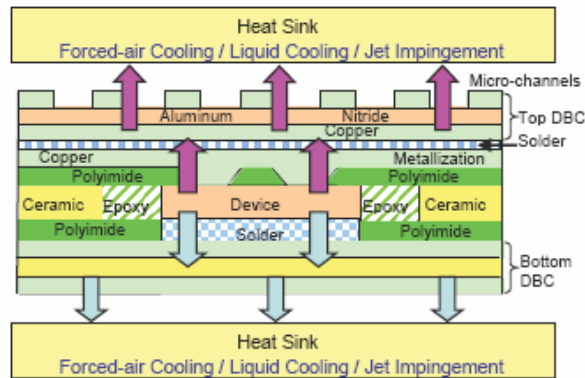 Heat Sink
Forced-air Cooling / Liquid Cooling / Jet Impingement
Micro-channels
Aluminum Nitride
Top DBC
Copper
Solder
Copper Metallization
Polyimide Polyimide
Ceramic Epoxy Device Epoxy Ceramic
Polyimide Solder Polyimide
Bottom
DBC
Heat Sink
Forced-air Cooling / Liquid Cooling / Jet Impingement